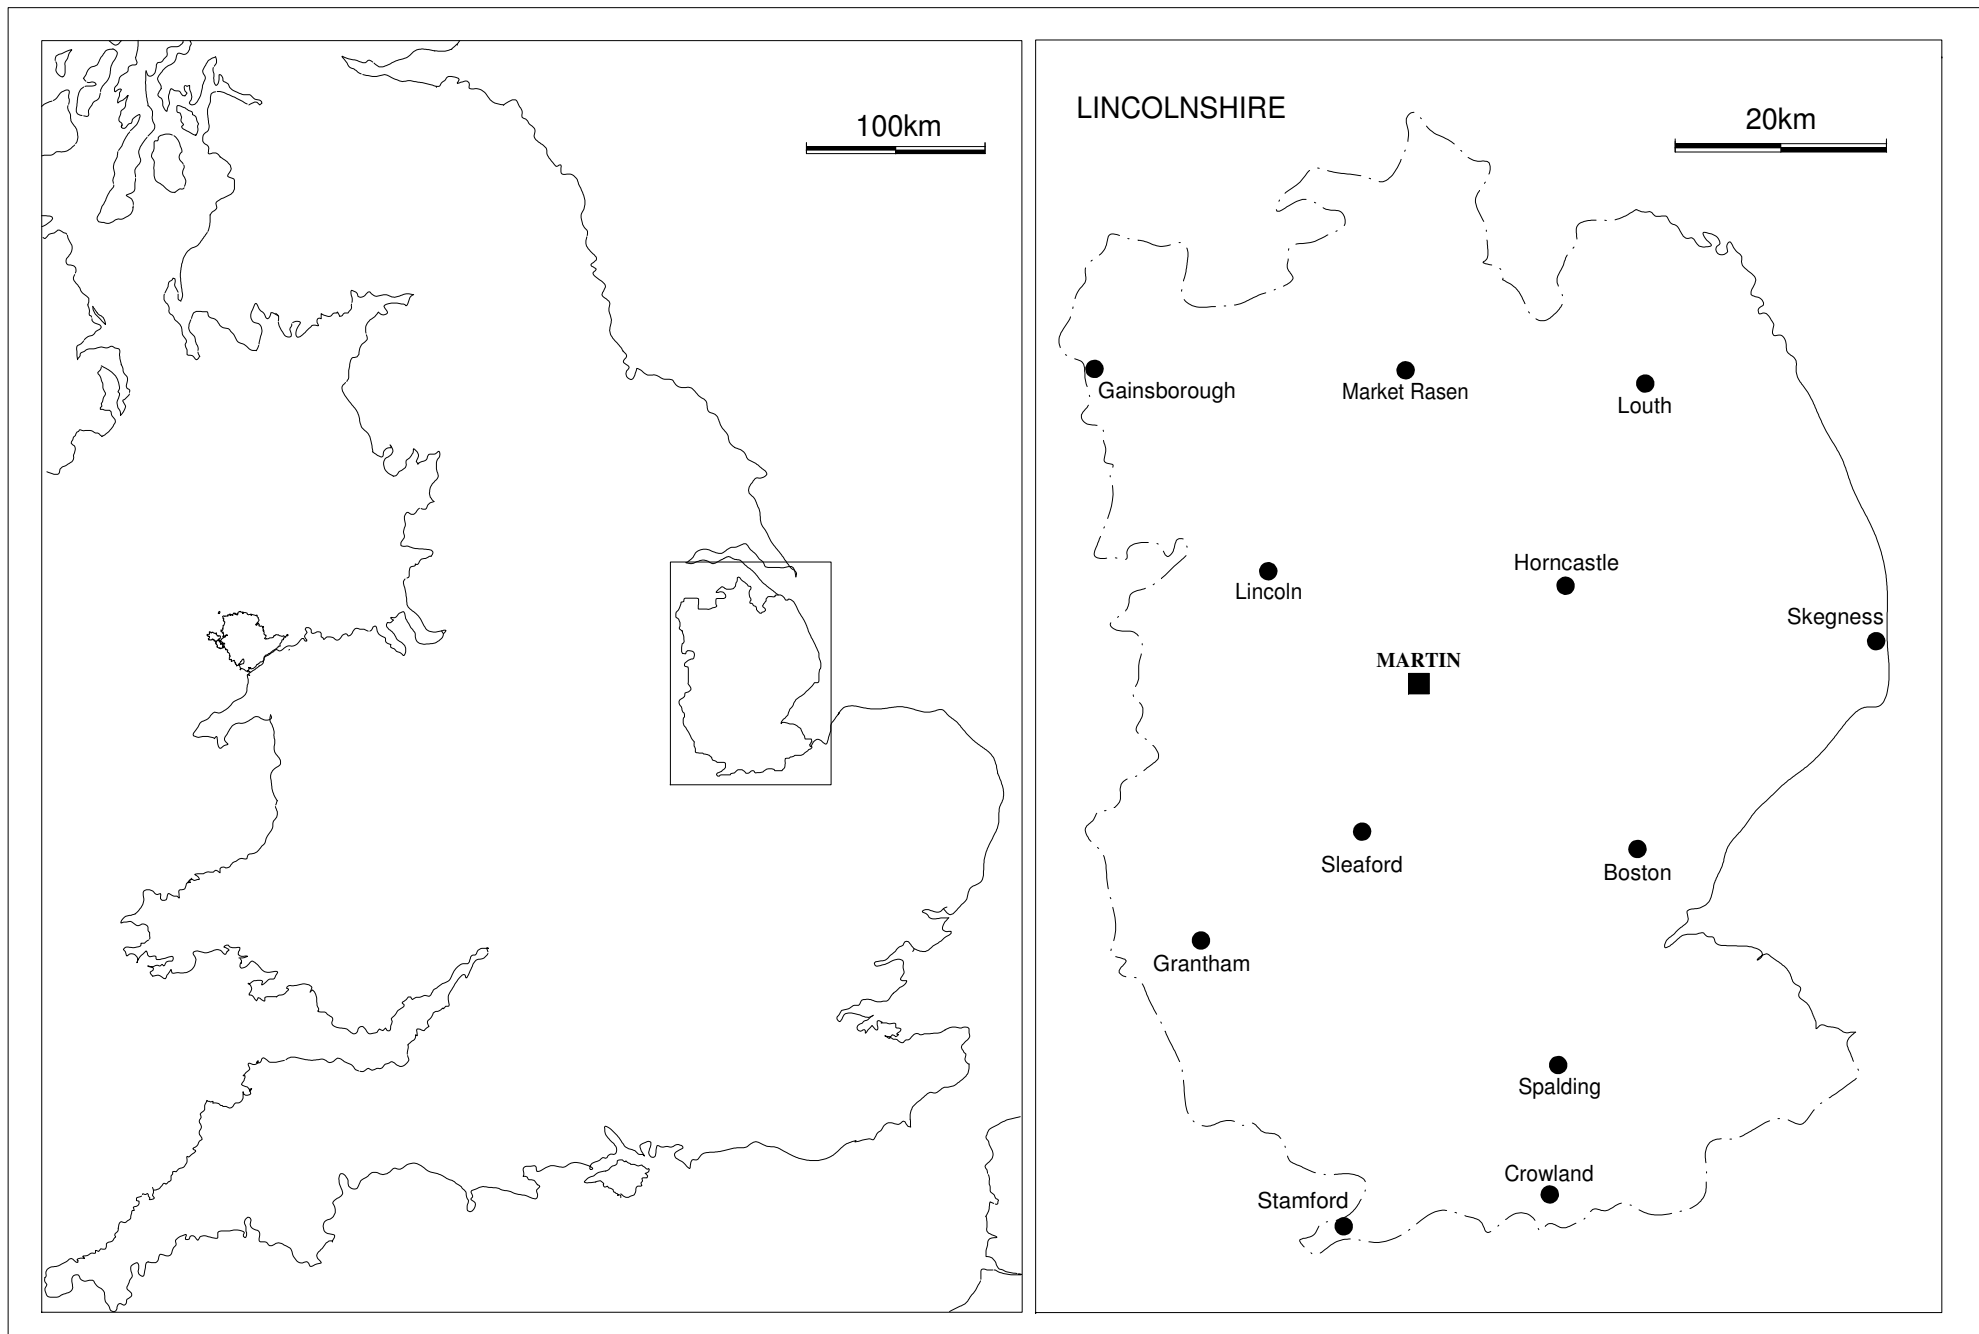 100km
LINCOLNSHIRE
20km
Gainsborough
Market Rasen
Louth
Lincoln
Horncastle
Skegness
MARTIN
Sleaford
Boston
Grantham
Spalding
Crowland
Stamford